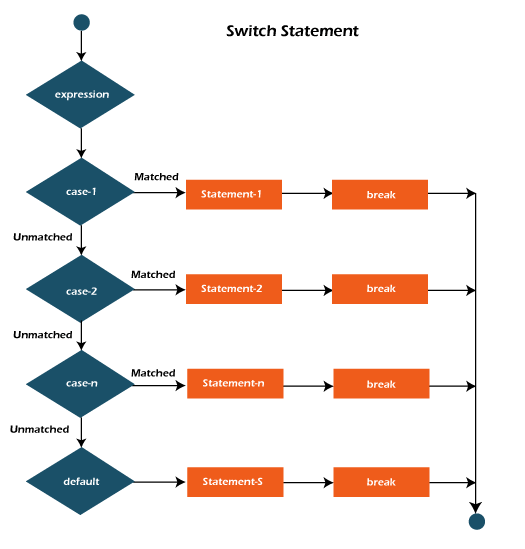 Switch Statement
expression
case-1
Matched
Statement-1
break
Unmatched
case-2
Matched
Statement-2
break
Unmatched
case-n
Matched
Statement-n
break
Unmatched
default
Statement-S
break